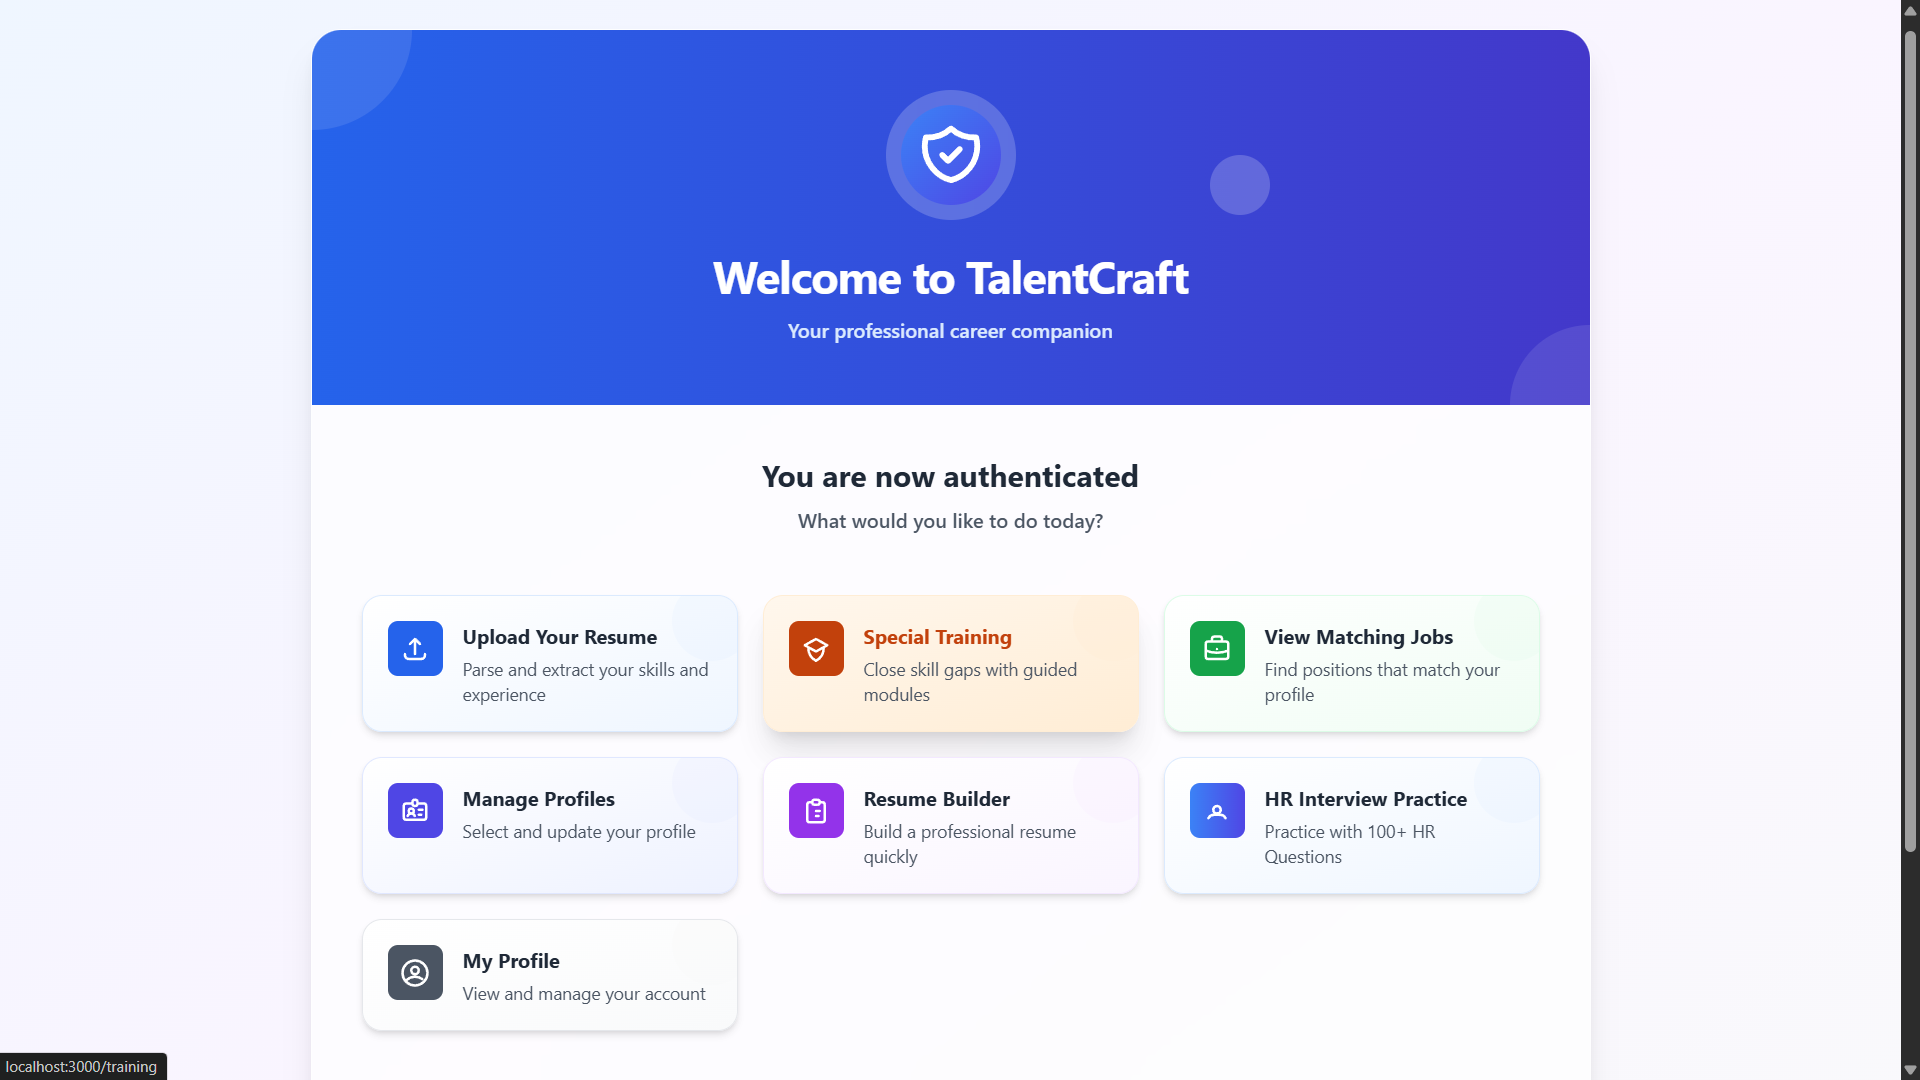 Welcome to TalentCraft
Your professional career companion
You are now authenticated
What would you like to do today?
Upload Your Resume
Parse and extract your skills and
experience
Special Training
Close skill gaps with guided
modules
View Matching Jobs
Find positions that match your
profile
Manage Profiles
Select and update your profile
Resume Builder
Build a professional resume
quickly
HR Interview Practice
Practice with 100+ HR
Questions
My Profile
View and manage your account
localhost:3000/training